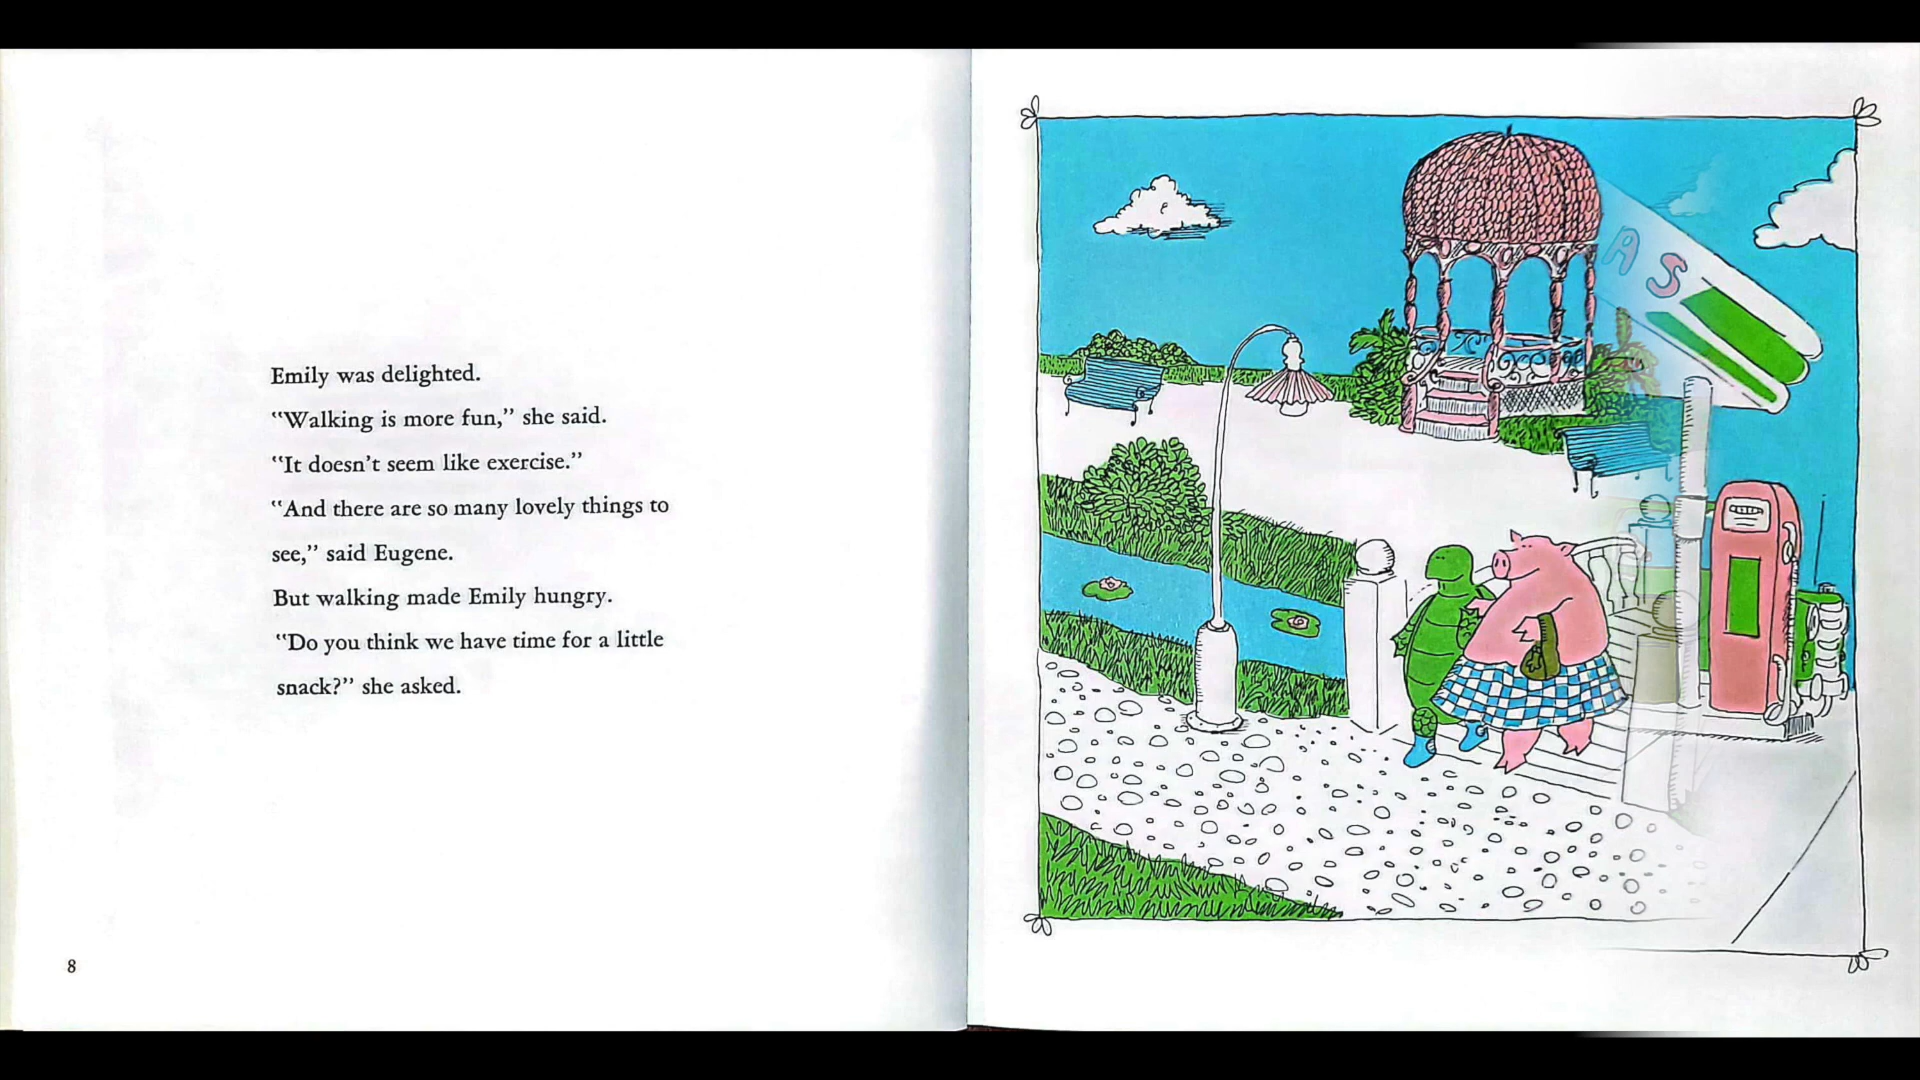 Emily was delighted.
“Walking is more fun,” she said.
“It doesn’t seem like exercise.”
“And there are so many lovely things to
see,” said Eugene.
But walking made Emily hungry.
“Do you think we have time for a little
snack?” she asked.
8
A S